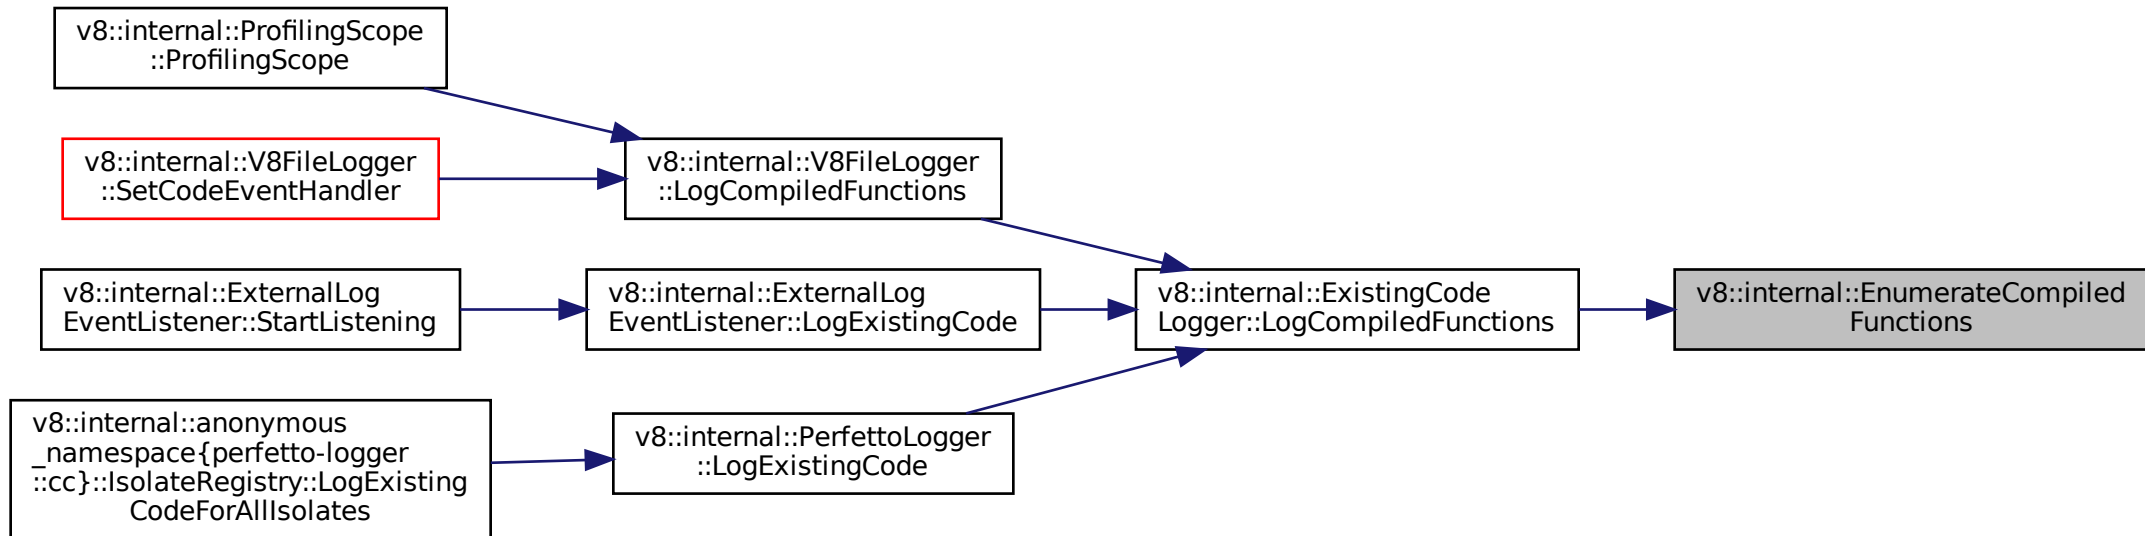 v8::internal::ProfilingScope
::ProfilingScope
v8::internal::V8FileLogger
::SetCodeEventHandler
v8::internal::V8FileLogger
::LogCompiledFunctions
v8::internal::ExternalLog
EventListener::StartListening
v8::internal::ExternalLog
EventListener::LogExistingCode
v8::internal::ExistingCode
Logger::LogCompiledFunctions
v8::internal::EnumerateCompiled
Functions
v8::internal::anonymous
_namespace{perfetto-logger
::cc}::IsolateRegistry::LogExisting
CodeForAllIsolates
v8::internal::PerfettoLogger
::LogExistingCode